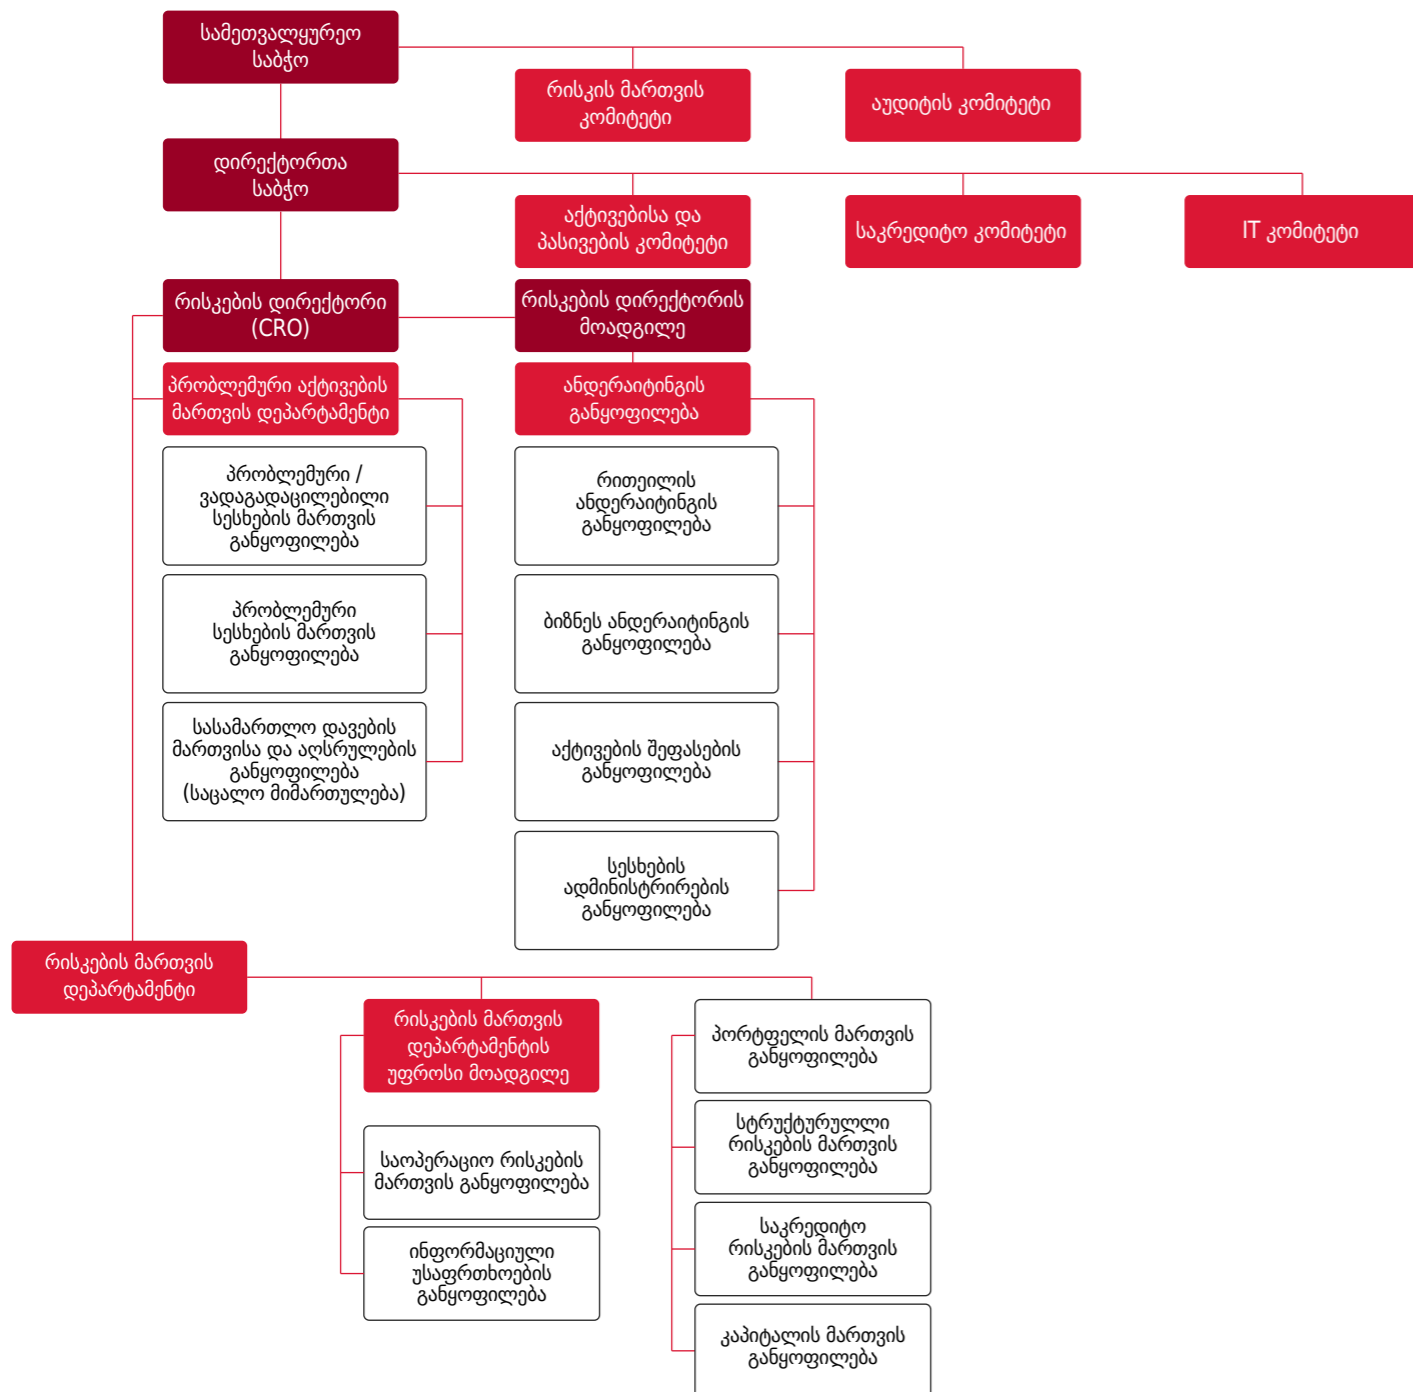 სამეთვალყურეო
საბჭო
რისკის მართვის
კომიტეტი
აუდიტის კომიტეტი
დირექტორთა
საბჭო
აქტივებისა და
პასივების კომიტეტი
საკრედიტო კომიტეტი
IT კომიტეტი
რისკების დირექტორი
(CRO)
რისკების დირექტორის
მოადგილე
პრობლემური აქტივების
მართვის დეპარტამენტი
ანდერაიტინგის
განყოფილება
პრობლემური /
ვადაგადაცილებილი
სესხების მართვის
განყოფილება
რითეილის
ანდერაიტინგის
განყოფილება
პრობლემური
სესხების მართვის
განყოფილება
ბიზნეს ანდერაიტინგის
განყოფილება
სასამართლო დავების
მართვისა და აღსრულების
განყოფილება
(საცალო მიმართულება)
აქტივების შეფასების
განყოფილება
სესხების
ადმინისტრირების
განყოფილება
რისკების მართვის
დეპარტამენტი
რისკების მართვის
დეპარტამენტის
უფროსი მოადგილე
საოპერაციო რისკების
მართვის განყოფილება
ინფორმაციული
უსაფრთხოების
განყოფილება
პორტფელის მართვის
განყოფილება
სტრუქტურულლი
რისკების მართვის
განყოფილება
საკრედიტო
რისკების მართვის
განყოფილება
კაპიტალის მართვის
განყოფილება